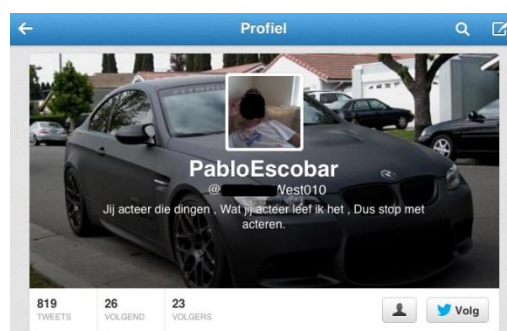 Profiel
PabloEscobar
@ West010
Jij acteer die dingen , Wat jij acteer leef ik het , Dus stop met
acteren.
819
TWEETS
26
VOLGEND
23
VOLGERS
Volg